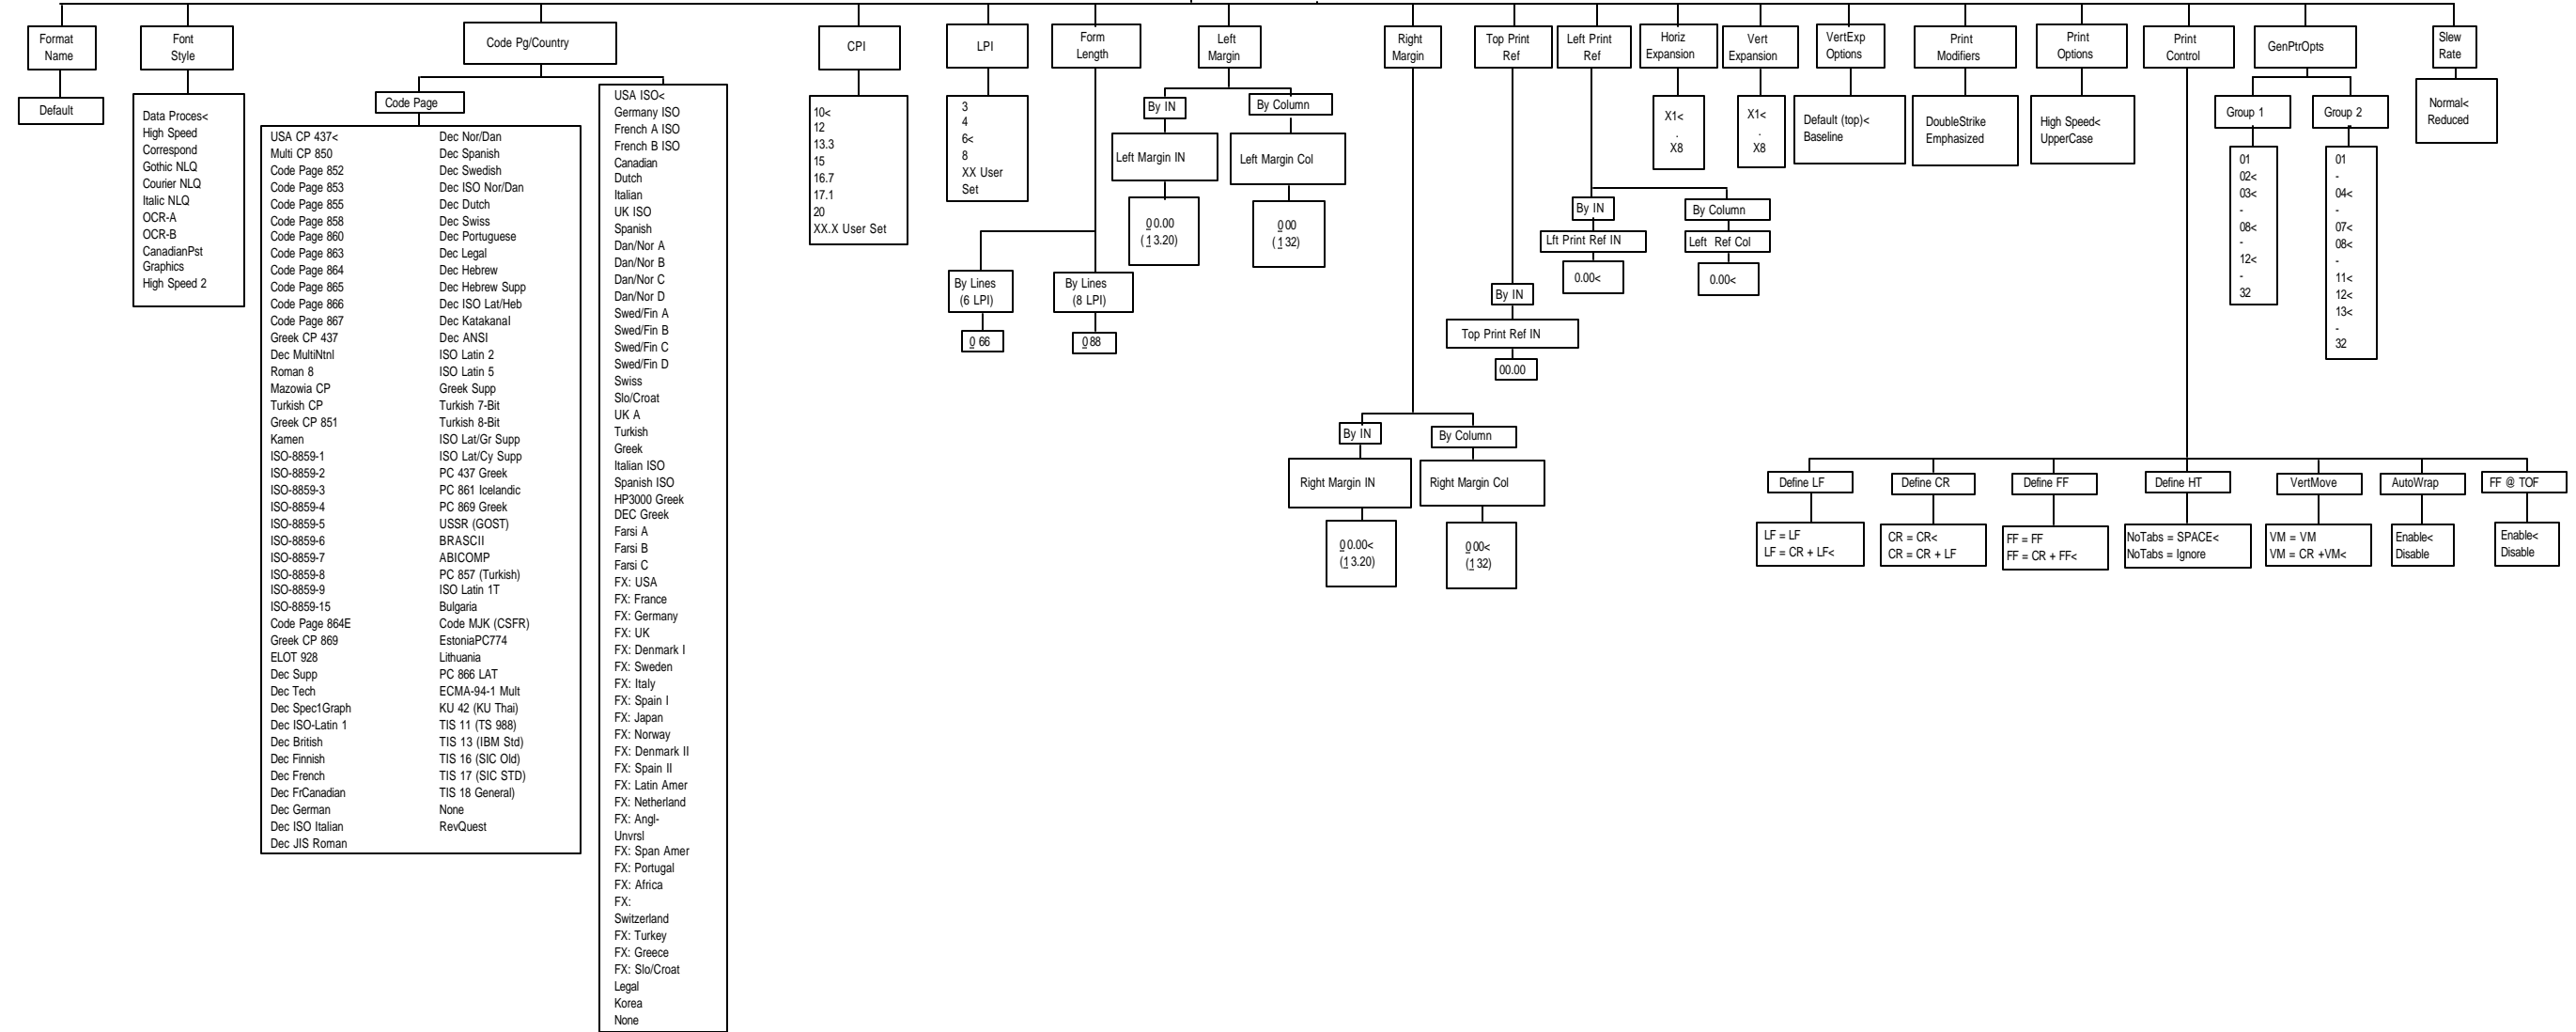 Format
Name
Default
Font
Style
Data Proces<
High Speed
Correspond
Gothic NLQ
Courier NLQ
Italic NLQ
OCR-A
OCR-B
CanadianPst
Graphics
High Speed 2
Code Pg/Country
Code Page
USA CP 437<
Multi CP 850
Code Page 852
Code Page 853
Code Page 855
Code Page 858
Code Page 860
Code Page 863
Code Page 864
Code Page 865
Code Page 866
Code Page 867
Greek CP 437
Dec MultiNtnl
Roman 8
Mazowia CP
Turkish CP
Greek CP 851
Kamen
ISO-8859-1
ISO-8859-2
ISO-8859-3
ISO-8859-4
ISO-8859-5
ISO-8859-6
ISO-8859-7
ISO-8859-8
ISO-8859-9
ISO-8859-15
Code Page 864E
Greek CP 869
ELOT 928
Dec Supp
Dec Tech
Dec Spec1Graph
Dec ISO-Latin 1
Dec British
Dec Finnish
Dec French
Dec FrCanadian
Dec German
Dec ISO Italian
Dec JIS Roman
Dec Nor/Dan
Dec Spanish
Dec Swedish
Dec ISO Nor/Dan
Dec Dutch
Dec Swiss
Dec Portuguese
Dec Legal
Dec Hebrew
Dec Hebrew Supp
Dec ISO Lat/Heb
Dec Katakanal
Dec ANSI
ISO Latin 2
ISO Latin 5
Greek Supp
Turkish 7-Bit
Turkish 8-Bit
ISO Lat/Gr Supp
ISO Lat/Cy Supp
PC 437 Greek
PC 861 Icelandic
PC 869 Greek
USSR (GOST)
BRASCII
ABICOMP
PC 857 (Turkish)
ISO Latin 1T
Bulgaria
Code MJK (CSFR)
EstoniaPC774
Lithuania
PC 866 LAT
ECMA-94-1 Mult
KU 42 (KU Thai)
TIS 11 (TS 988)
TIS 13 (IBM Std)
TIS 16 (SIC Old)
TIS 17 (SIC STD)
TIS 18 General)
None
RevQuest
USA ISO<
Germany ISO
French A ISO
French B ISO
Canadian
Dutch
Italian
UK ISO
Spanish
Dan/Nor A
Dan/Nor B
Dan/Nor C
Dan/Nor D
Swed/Fin A
Swed/Fin B
Swed/Fin C
Swed/Fin D
Swiss
Slo/Croat
UK A
Turkish
Greek
Italian ISO
Spanish ISO
HP3000 Greek
DEC Greek
Farsi A
Farsi B
Farsi C
FX: USA
FX: France
FX: Germany
FX: UK
FX: Denmark I
FX: Sweden
FX: Italy
FX: Spain I
FX: Japan
FX: Norway
FX: Denmark II
FX: Spain II
FX: Latin Amer
FX: Netherland
FX: Angl-
Unvrsl
FX: Span Amer
FX: Portugal
FX: Africa
FX:
Switzerland
FX: Turkey
FX: Greece
FX: Slo/Croat
Legal
Korea
None
CPI
10<
12
13.3
15
16.7
17.1
20
XX.X User Set
LPI
3
4
6<
8
XX User
Set
Form
Length
By Lines
(6 LPI)
0 66
By Lines
(8 LPI)
0 88
Left
Margin
By IN
Left Margin IN
0 0.00
(1 3.20)
By Column
Left Margin Col
0 00
(1 32)
Right
Margin
By IN
Right Margin IN
0 0.00<
(1 3.20)
By Column
Right Margin Col
0 00<
(1 32)
Top Print
Ref
By IN
Top Print Ref IN
00.00
Left Print
Ref
By IN
Lft Print Ref IN
0.00<
By Column
Left Ref Col
0.00<
Horiz
Expansion
X1<
.
X8
Vert
Expansion
X1<
.
X8
VertExp
Options
Default (top)<
Baseline
Print
Modifiers
DoubleStrike
Emphasized
Print
Options
High Speed<
UpperCase
Print
Control
Define LF
LF = LF
LF = CR + LF<
Define CR
CR = CR<
CR = CR + LF
Define FF
FF = FF
FF = CR + FF<
Define HT
NoTabs = SPACE<
NoTabs = Ignore
VertMove
VM = VM
VM = CR +VM<
AutoWrap
Enable<
Disable
FF @ TOF
Enable<
Disable
GenPtrOpts
Group 1
01
02<
03<
-
08<
-
12<
-
32
Group 2
01
-
04<
-
07<
08<
-
11<
12<
13<
-
32
Slew
Rate
Normal<
Reduced